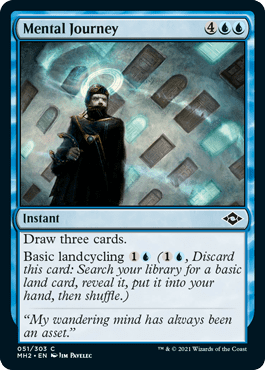 Mental Journey 4
Instant
Draw three cards.
Basic landcycling 1 (1, Discard
this card: Search your library for a basic
land card, reveal it, put it into your
hand, then shuffle.)
“My wandering mind has always been
an asset.”
051/303 C
MH2 • EN Jim Pavelec ™ & © 2021 Wizards of the Coast